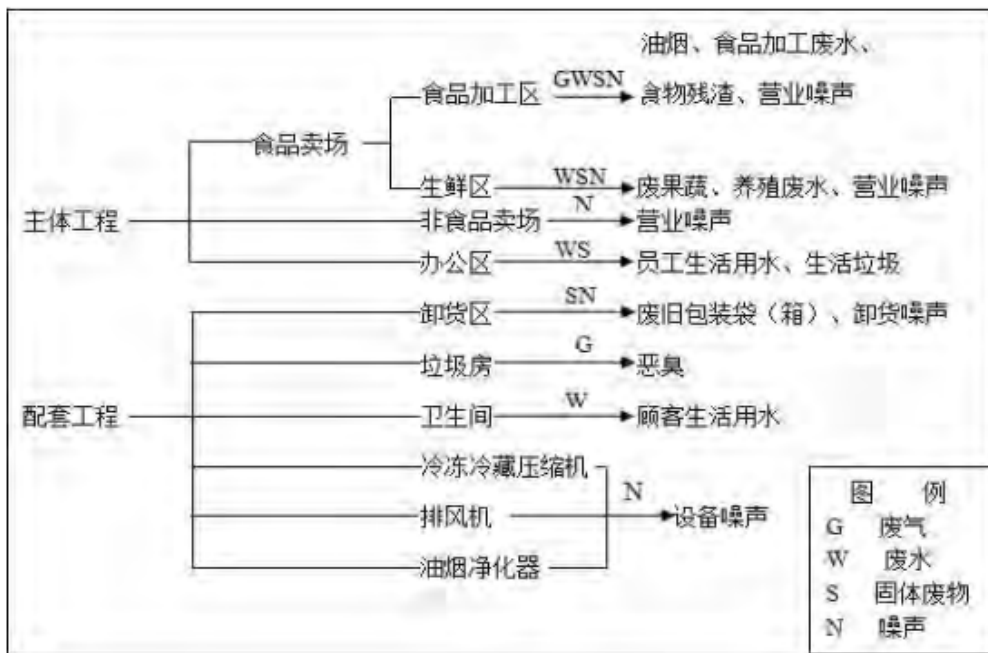 油烟、食品加工废水、
食品加工区 GWSN 食物残渣、营业噪声
食品卖场
生鲜区 WSN 废果蔬、养殖废水、营业噪声
主体工程 非食品卖场 N 营业噪声
办公区 WS 员工生活用水、生活垃圾
卸货区 SN 废旧包装袋（箱）、卸货噪声
垃圾房 G 恶臭
配套工程 卫生间 W 顾客生活用水
冷冻冷藏压缩机
排风机 N 设备噪声
油烟净化器
图 例
G 废气
W 废水
S 固体废物
N 噪声